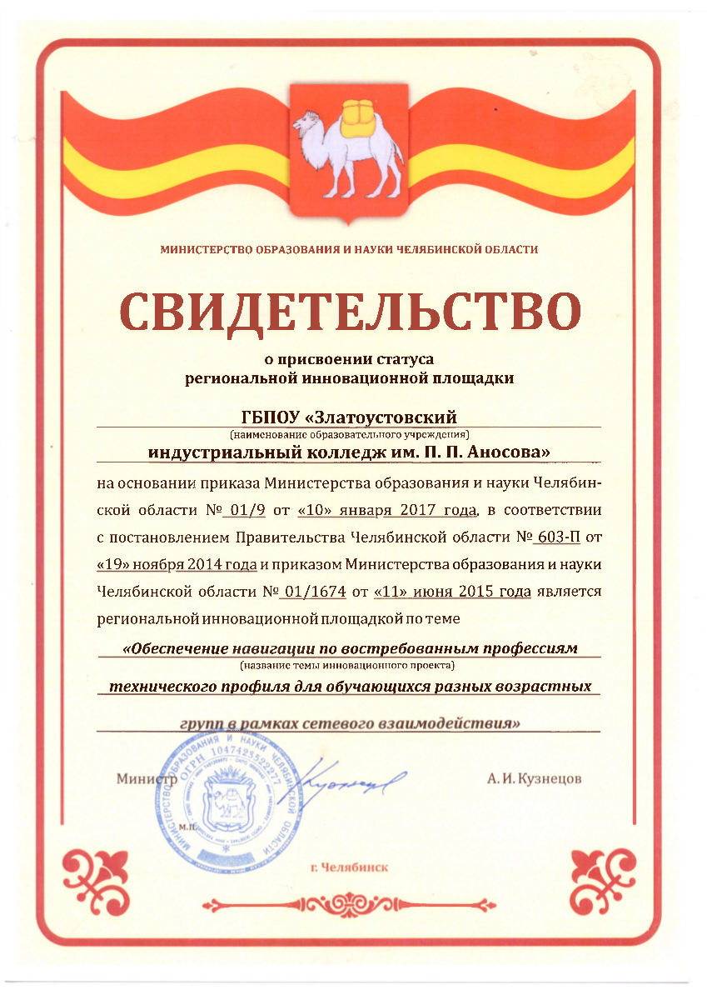 МИНИСТЕРСТВО ОБРАЗОВАНИЯ И НАУКИ ЧЕЛЯБИНСКОЙ ОБЛАСТИ
СВИДЕТЕЛЬСТВО
о присвоении статуса
региональной инновационной площадки
ГБПОУ «Златоустовский
(наименование образовательного учреждения)
индустриальный колледж им. П. П. Аносова»
на основании приказа Министерства образования и науки Челябин-
ской области № 01/9 от «10» января 2017 года, в соответствии
с постановлением Правительства Челябинской области № 603-П от
«19» ноября 2014 года и приказом Министерства образования и науки
Челябинской области № 01/1674 от «11» июня 2015 года является
региональной инновационной площадкой по теме
«Обеспечение навигации по востребованным профессиям
(название темы инновационного проекта)
технического профиля для обучающихся разных возрастных
групп в рамках сетевого взаимодействия»
Министр
А. И. Кузнецов
м.п.
МИНИСТЕРСТВО ОБРАЗОВАНИЯ И НАУКИ ЧЕЛЯБИНСКОЙ ОБЛАСТИ
ОГРН 1047423522277
г. Челябинск